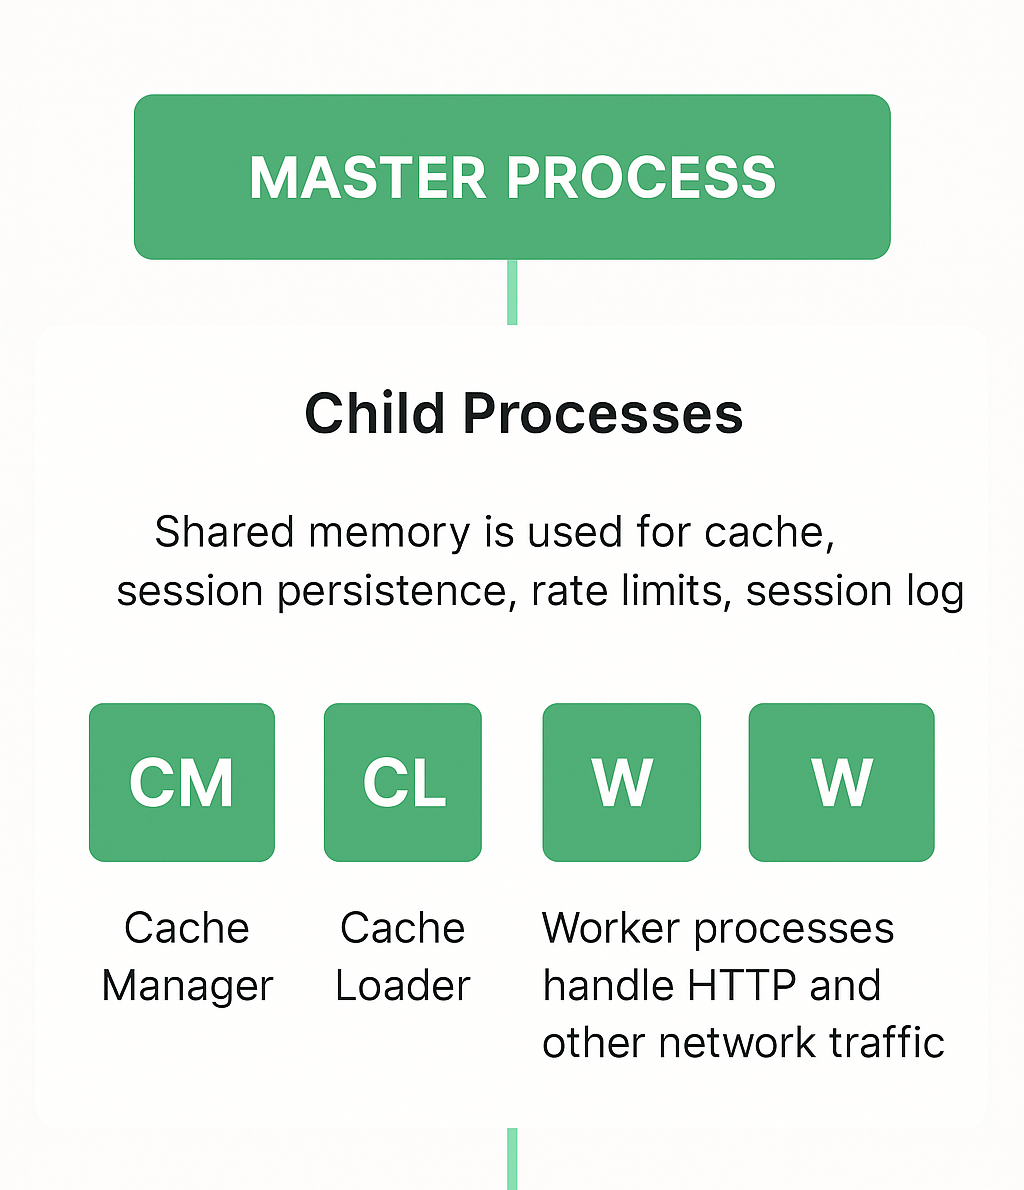 MASTER PROCESS
Child Processes
Shared memory is used for cache,
session persistence, rate limits, session log
CM
CL
W
W
Cache
Manager
Cache
Loader
Worker processes
handle HTTP and
other network traffic